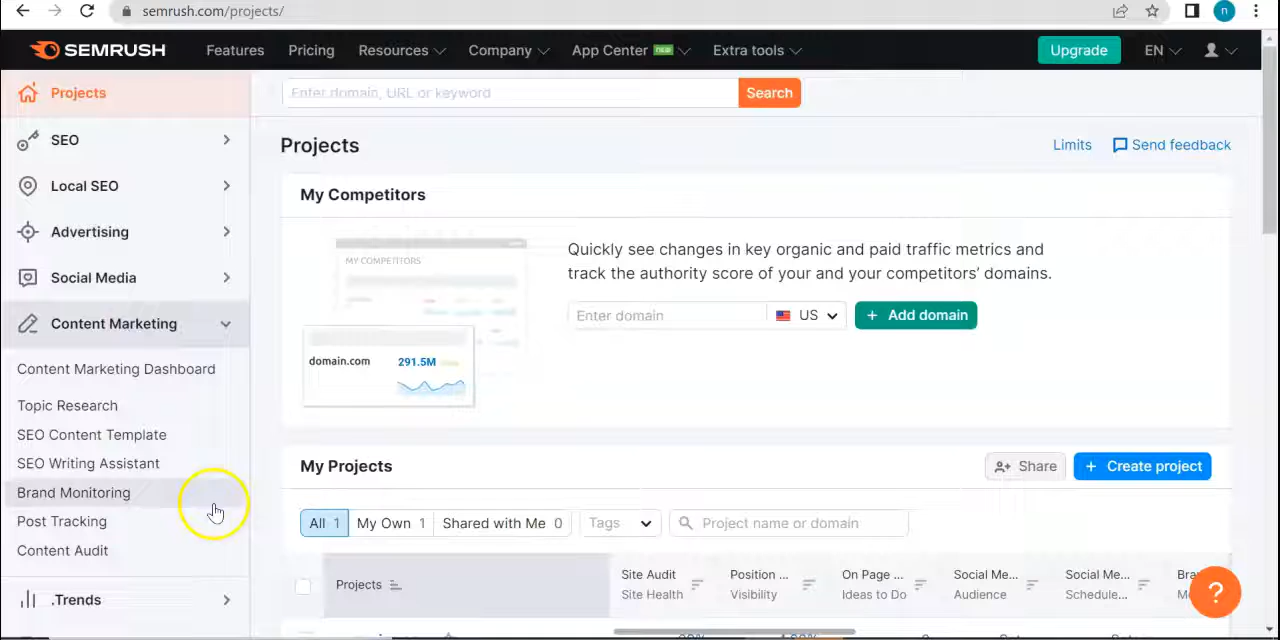 semrush.com/projects/
n
SEMRUSH
Features
Pricing
Resources
Company
App Center new
Extra tools
Upgrade
EN
Projects
SEO
Local SEO
Advertising
Social Media
Content Marketing
Content Marketing Dashboard
Topic Research
SEO Content Template
SEO Writing Assistant
Brand Monitoring
Post Tracking
Content Audit
.Trends
Enter domain, URL or keyword
Search
Projects
Limits
Send feedback
My Competitors
MY COMPETITORS
domain.com 291.5M
Quickly see changes in key organic and paid traffic metrics and
track the authority score of your and your competitors' domains.
Enter domain
US
+ Add domain
My Projects
Share
+ Create project
All 1
My Own 1
Shared with Me 0
Tags
Project name or domain
Projects
Site Audit
Site Health
Position ...
Visibility
On Page ...
Ideas to Do
Social Me...
Audience
Social Me...
Schedule...
?